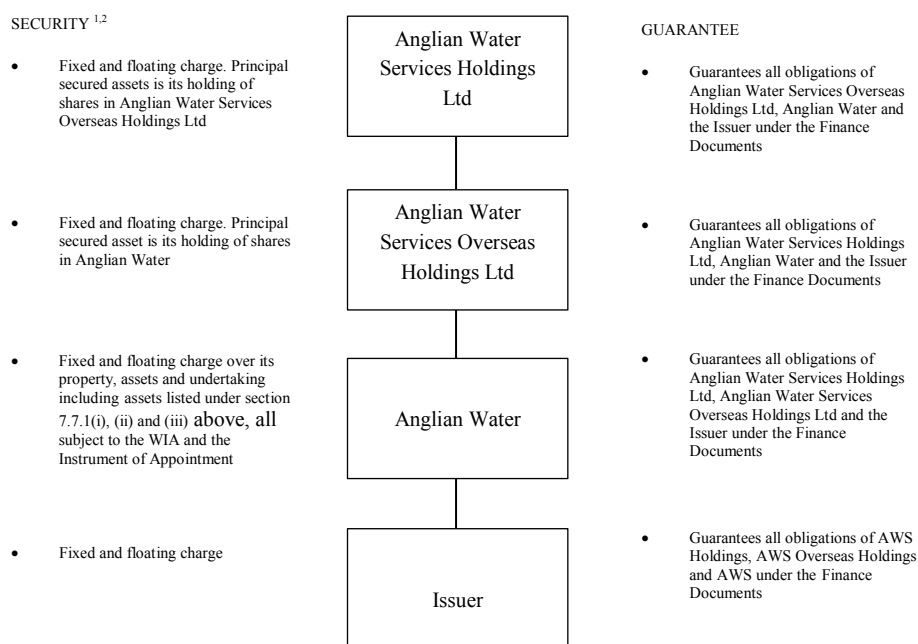 SECURITY 1,2
• Fixed and floating charge. Principal
secured assets is its holding of
shares in Anglian Water Services
Overseas Holdings Ltd
Anglian Water
Services Holdings
Ltd
GUARANTEE
• Guarantees all obligations of
Anglian Water Services Overseas
Holdings Ltd, Anglian Water and
the Issuer under the Finance
Documents
• Fixed and floating charge. Principal
secured asset is its holding of shares
in Anglian Water
Anglian Water
Services Overseas
Holdings Ltd
• Guarantees all obligations of
Anglian Water Services Holdings
Ltd, Anglian Water and the Issuer
under the Finance Documents
• Fixed and floating charge over its
property, assets and undertaking
including assets listed under section
7.7.1(i), (ii) and (iii) above, all
subject to the WIA and the
Instrument of Appointment
Anglian Water
• Guarantees all obligations of
Anglian Water Services Holdings
Ltd, Anglian Water Services
Overseas Holdings Ltd and the
Issuer under the Finance
Documents
• Fixed and floating charge
Issuer
• Guarantees all obligations of AWS
Holdings, AWS Overseas Holdings
and AWS under the Finance
Documents